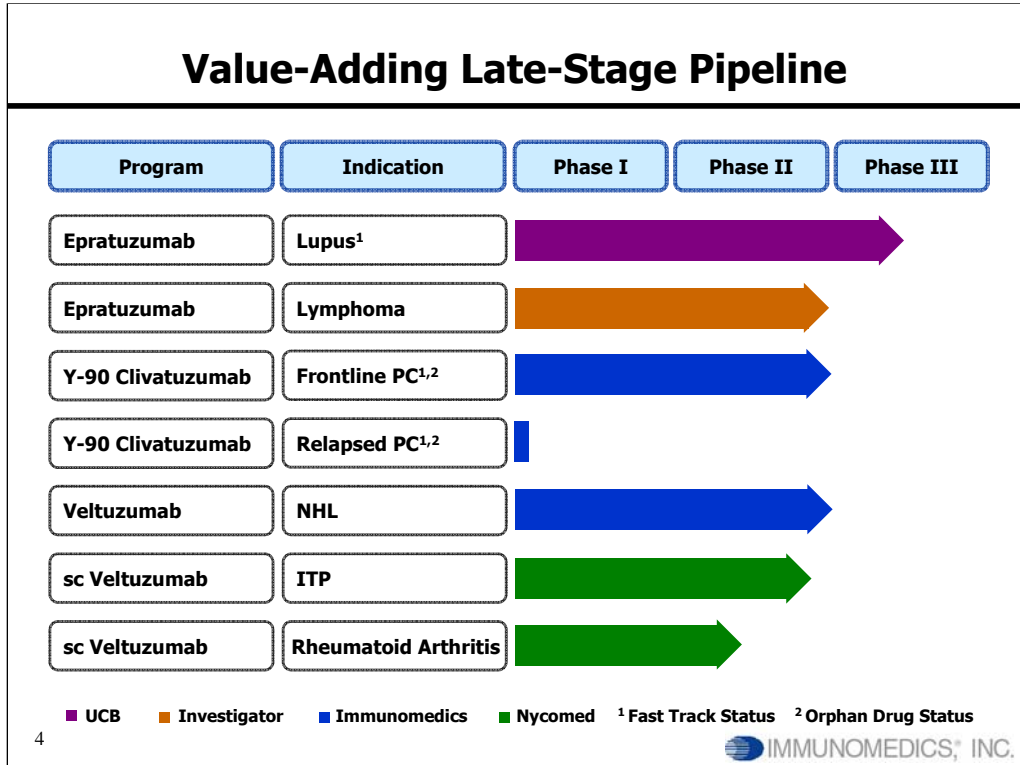 Value-Adding Late-Stage Pipeline
Program Indication Phase I Phase II Phase III
Epratuzumab Lupus¹
Epratuzumab Lymphoma
Y-90 Clivatuzumab Frontline PC¹,²
Y-90 Clivatuzumab Relapsed PC¹,²
Veltuzumab NHL
sc Veltuzumab ITP
sc Veltuzumab Rheumatoid Arthritis
UCB Investigator Immunomedics Nycomed ¹ Fast Track Status ² Orphan Drug Status
4
IMMUNOMEDICS, INC.